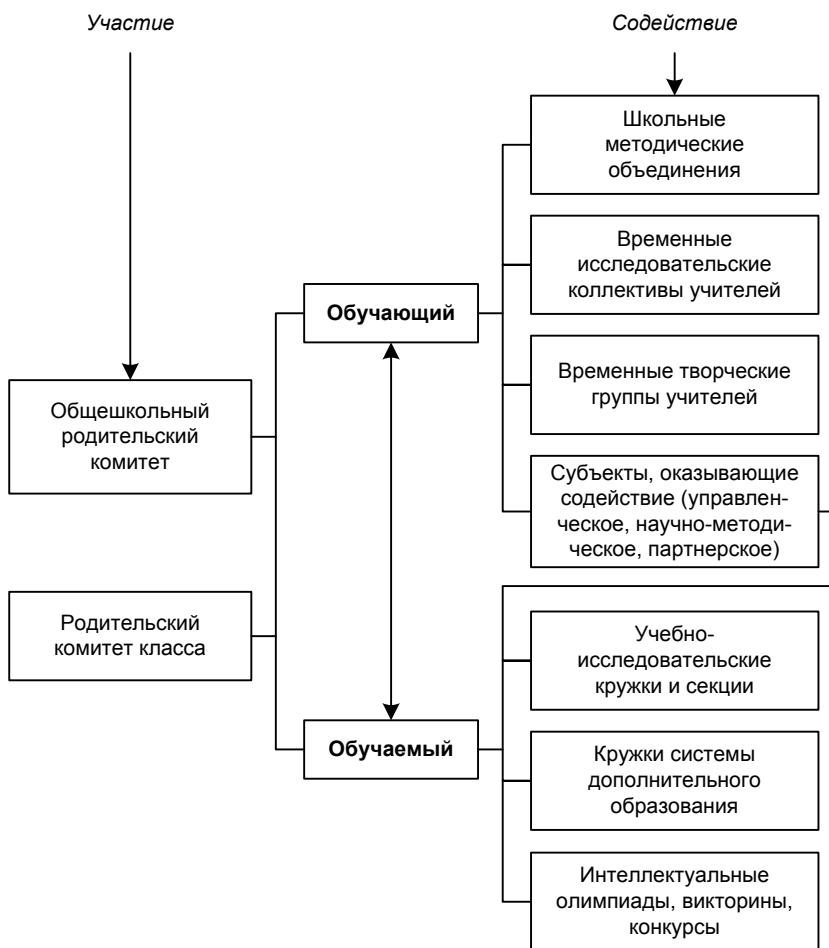 Участие
Содействие
Школьные
методические
объединения
Временные
исследовательские
коллективы учителей
Обучающий
Временные творческие
группы учителей
Общешкольный
родительский
комитет
Субъекты, оказывающие
содействие (управлен-
ческое, научно-методи-
ческое, партнерское)
Родительский
комитет класса
Учебно-
исследовательские
кружки и секции
Обучаемый
Кружки системы
дополнительного
образования
Интеллектуальные
олимпиады, викторины,
конкурсы